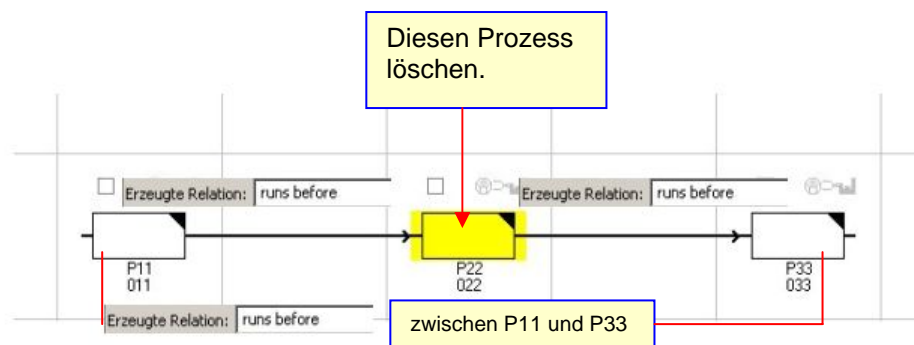 Diesen Prozess
löschen.
Erzeugte Relation: runs before
Erzeugte Relation: runs before
P11
011
P22
022
P33
033
Erzeugte Relation: runs before
zwischen P11 und P33